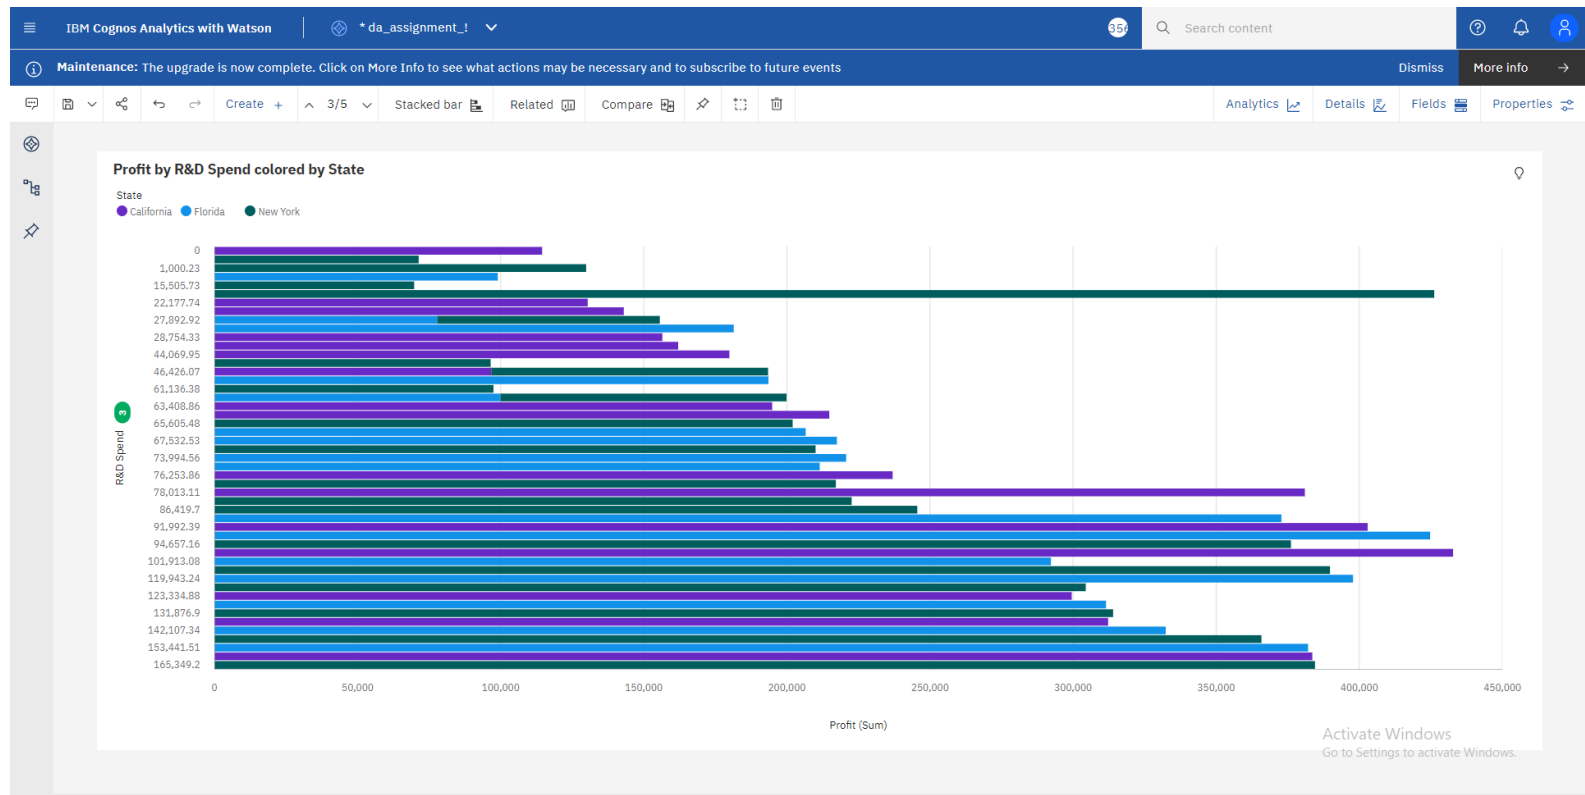 IBM Cognos Analytics with Watson
* da_assignment_!
Search content
Maintenance: The upgrade is now complete. Click on More Info to see what actions may be necessary and to subscribe to future events
Dismiss
More info
Create +
3/5
Stacked bar
Related
Compare
Analytics
Details
Fields
Properties
Profit by R&D Spend colored by State
State
California
Florida
New York
0
1,000.23
15,505.73
22,177.74
27,892.92
28,754.33
44,069.95
46,426.07
61,136.38
63,408.86
65,605.48
67,532.53
73,994.56
76,253.86
78,013.11
86,419.7
91,992.39
94,657.16
101,913.08
119,943.24
123,334.88
131,876.9
142,107.34
153,441.51
165,349.2
R&D Spend
3
0
50,000
100,000
150,000
200,000
250,000
300,000
350,000
400,000
450,000
Profit (Sum)
Activate Windows
Go to Settings to activate Windows.